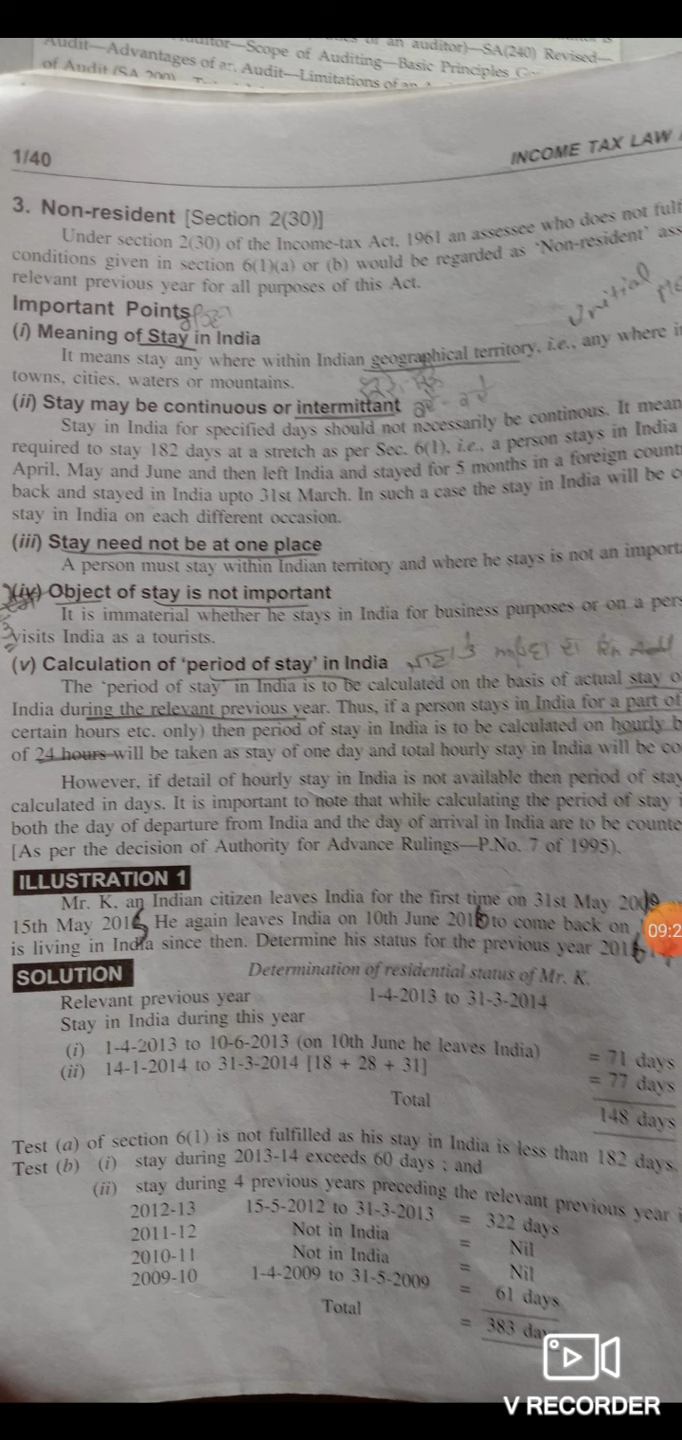 Audit—Advantages of an Audit—Limitations of an
Auditor—Scope of Auditing—Basic Principles
of an auditor)—SA(240) Revised—
of Audit (SA 200)
1/40
INCOME TAX LAW
3. Non-resident [Section 2(30)]
Under section 2(30) of the Income-tax Act, 1961 an assessee who does not fulf
conditions given in section 6(1)(a) or (b) would be regarded as 'Non-resident' ass
relevant previous year for all purposes of this Act.
Important Points
(i) Meaning of Stay in India
It means stay any where within Indian geographical territory, i.e., any where i
towns, cities, waters or mountains.
(ii) Stay may be continuous or intermittant
Stay in India for specified days should not necessarily be continous. It mean
required to stay 182 days at a stretch as per Sec. 6(1), i.e., a person stays in India
April, May and June and then left India and stayed for 5 months in a foreign count
back and stayed in India upto 31st March. In such a case the stay in India will be c
stay in India on each different occasion.
(iii) Stay need not be at one place
A person must stay within Indian territory and where he stays is not an import
(iv) Object of stay is not important
It is immaterial whether he stays in India for business purposes or on a pers
visits India as a tourists.
(v) Calculation of 'period of stay' in India
The 'period of stay' in India is to be calculated on the basis of actual stay o
India during the relevant previous year. Thus, if a person stays in India for a part of
certain hours etc. only) then period of stay in India is to be calculated on hourly b
of 24 hours will be taken as stay of one day and total hourly stay in India will be co
However, if detail of hourly stay in India is not available then period of stay
calculated in days. It is important to note that while calculating the period of stay i
both the day of departure from India and the day of arrival in India are to be counte
[As per the decision of Authority for Advance Rulings—P.No. 7 of 1995).
ILLUSTRATION 1
Mr. K, an Indian citizen leaves India for the first time on 31st May
15th May He again leaves India on 10th June to come back on
is living in India since then. Determine his status for the previous year
09:2
SOLUTION
Determination of residential status of Mr. K.
Relevant previous year 1-4-2013 to 31-3-2014
Stay in India during this year
(i) 1-4-2013 to 10-6-2013 (on 10th June he leaves India) = 71 days
(ii) 14-1-2014 to 31-3-2014 [18 + 28 + 31] = 77 days
Total 148 days
Test (a) of section 6(1) is not fulfilled as his stay in India is less than 182 days.
Test (b) (i) stay during 2013-14 exceeds 60 days ; and
(ii) stay during 4 previous years preceding the relevant previous year i
2012-13 15-5-2012 to 31-3-2013 = 322 days
2011-12 Not in India = Nil
2010-11 Not in India = Nil
2009-10 1-4-2009 to 31-5-2009 = 61 days
Total = 383 da
V RECORDER